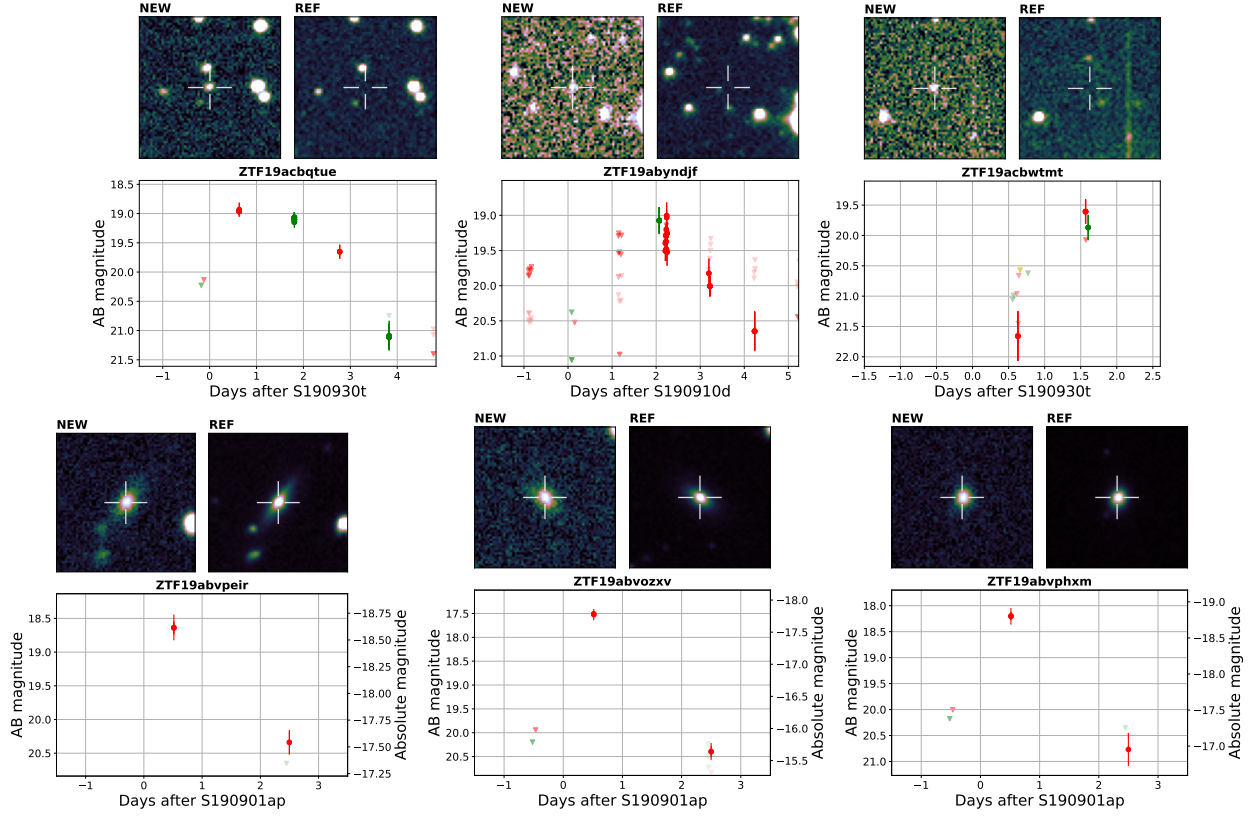 NEW REF NEW REF NEW REF
ZTF19acbqtue ZTF19abyndjf ZTF19acbwtmt
18.5
19.0
19.5
20.0
20.5
21.0
21.5
AB magnitude
−1 0 1 2 3 4
Days after S190930t
19.0
19.5
20.0
20.5
21.0
AB magnitude
−1 0 1 2 3 4 5
Days after S190910d
19.5
20.0
20.5
21.0
21.5
22.0
AB magnitude
−1.5 −1.0 −0.5 0.0 0.5 1.0 1.5 2.0 2.5
Days after S190930t
NEW REF NEW REF NEW REF
ZTF19abvpeir ZTF19abvozxv ZTF19abvphxm
18.5
19.0
19.5
20.0
20.5
AB magnitude
−18.75
−18.50
−18.25
−18.00
−17.75
−17.50
−17.25
Absolute magnitude
−1 0 1 2 3
Days after S190901ap
17.5
18.0
18.5
19.0
19.5
20.0
20.5
AB magnitude
−18.0
−17.5
−17.0
−16.5
−16.0
−15.5
Absolute magnitude
−1 0 1 2 3
Days after S190901ap
18.0
18.5
19.0
19.5
20.0
20.5
21.0
AB magnitude
−19.0
−18.5
−18.0
−17.5
−17.0
Absolute magnitude
−1 0 1 2 3
Days after S190901ap